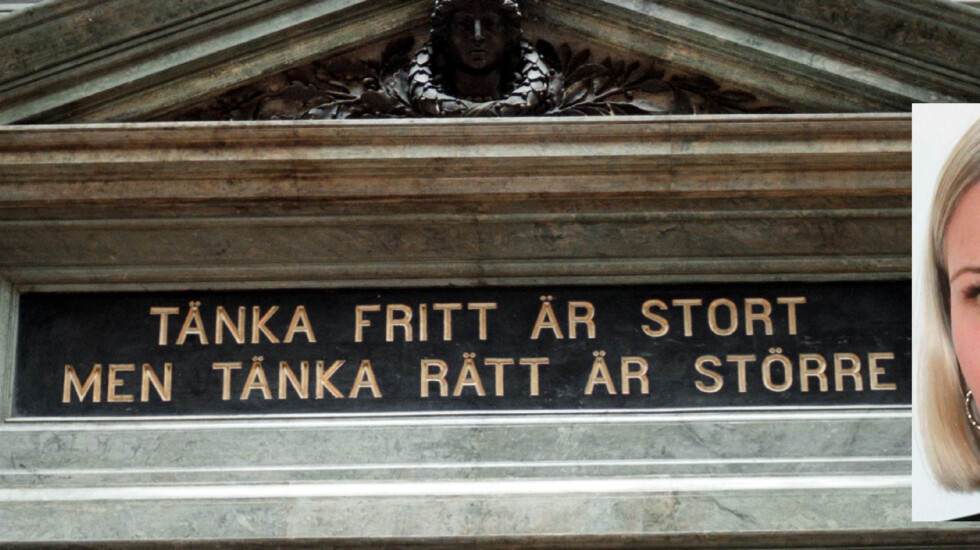 TÄNKA FRITT ÄR STORT
MEN TÄNKA RÄTT ÄR STÖRRE